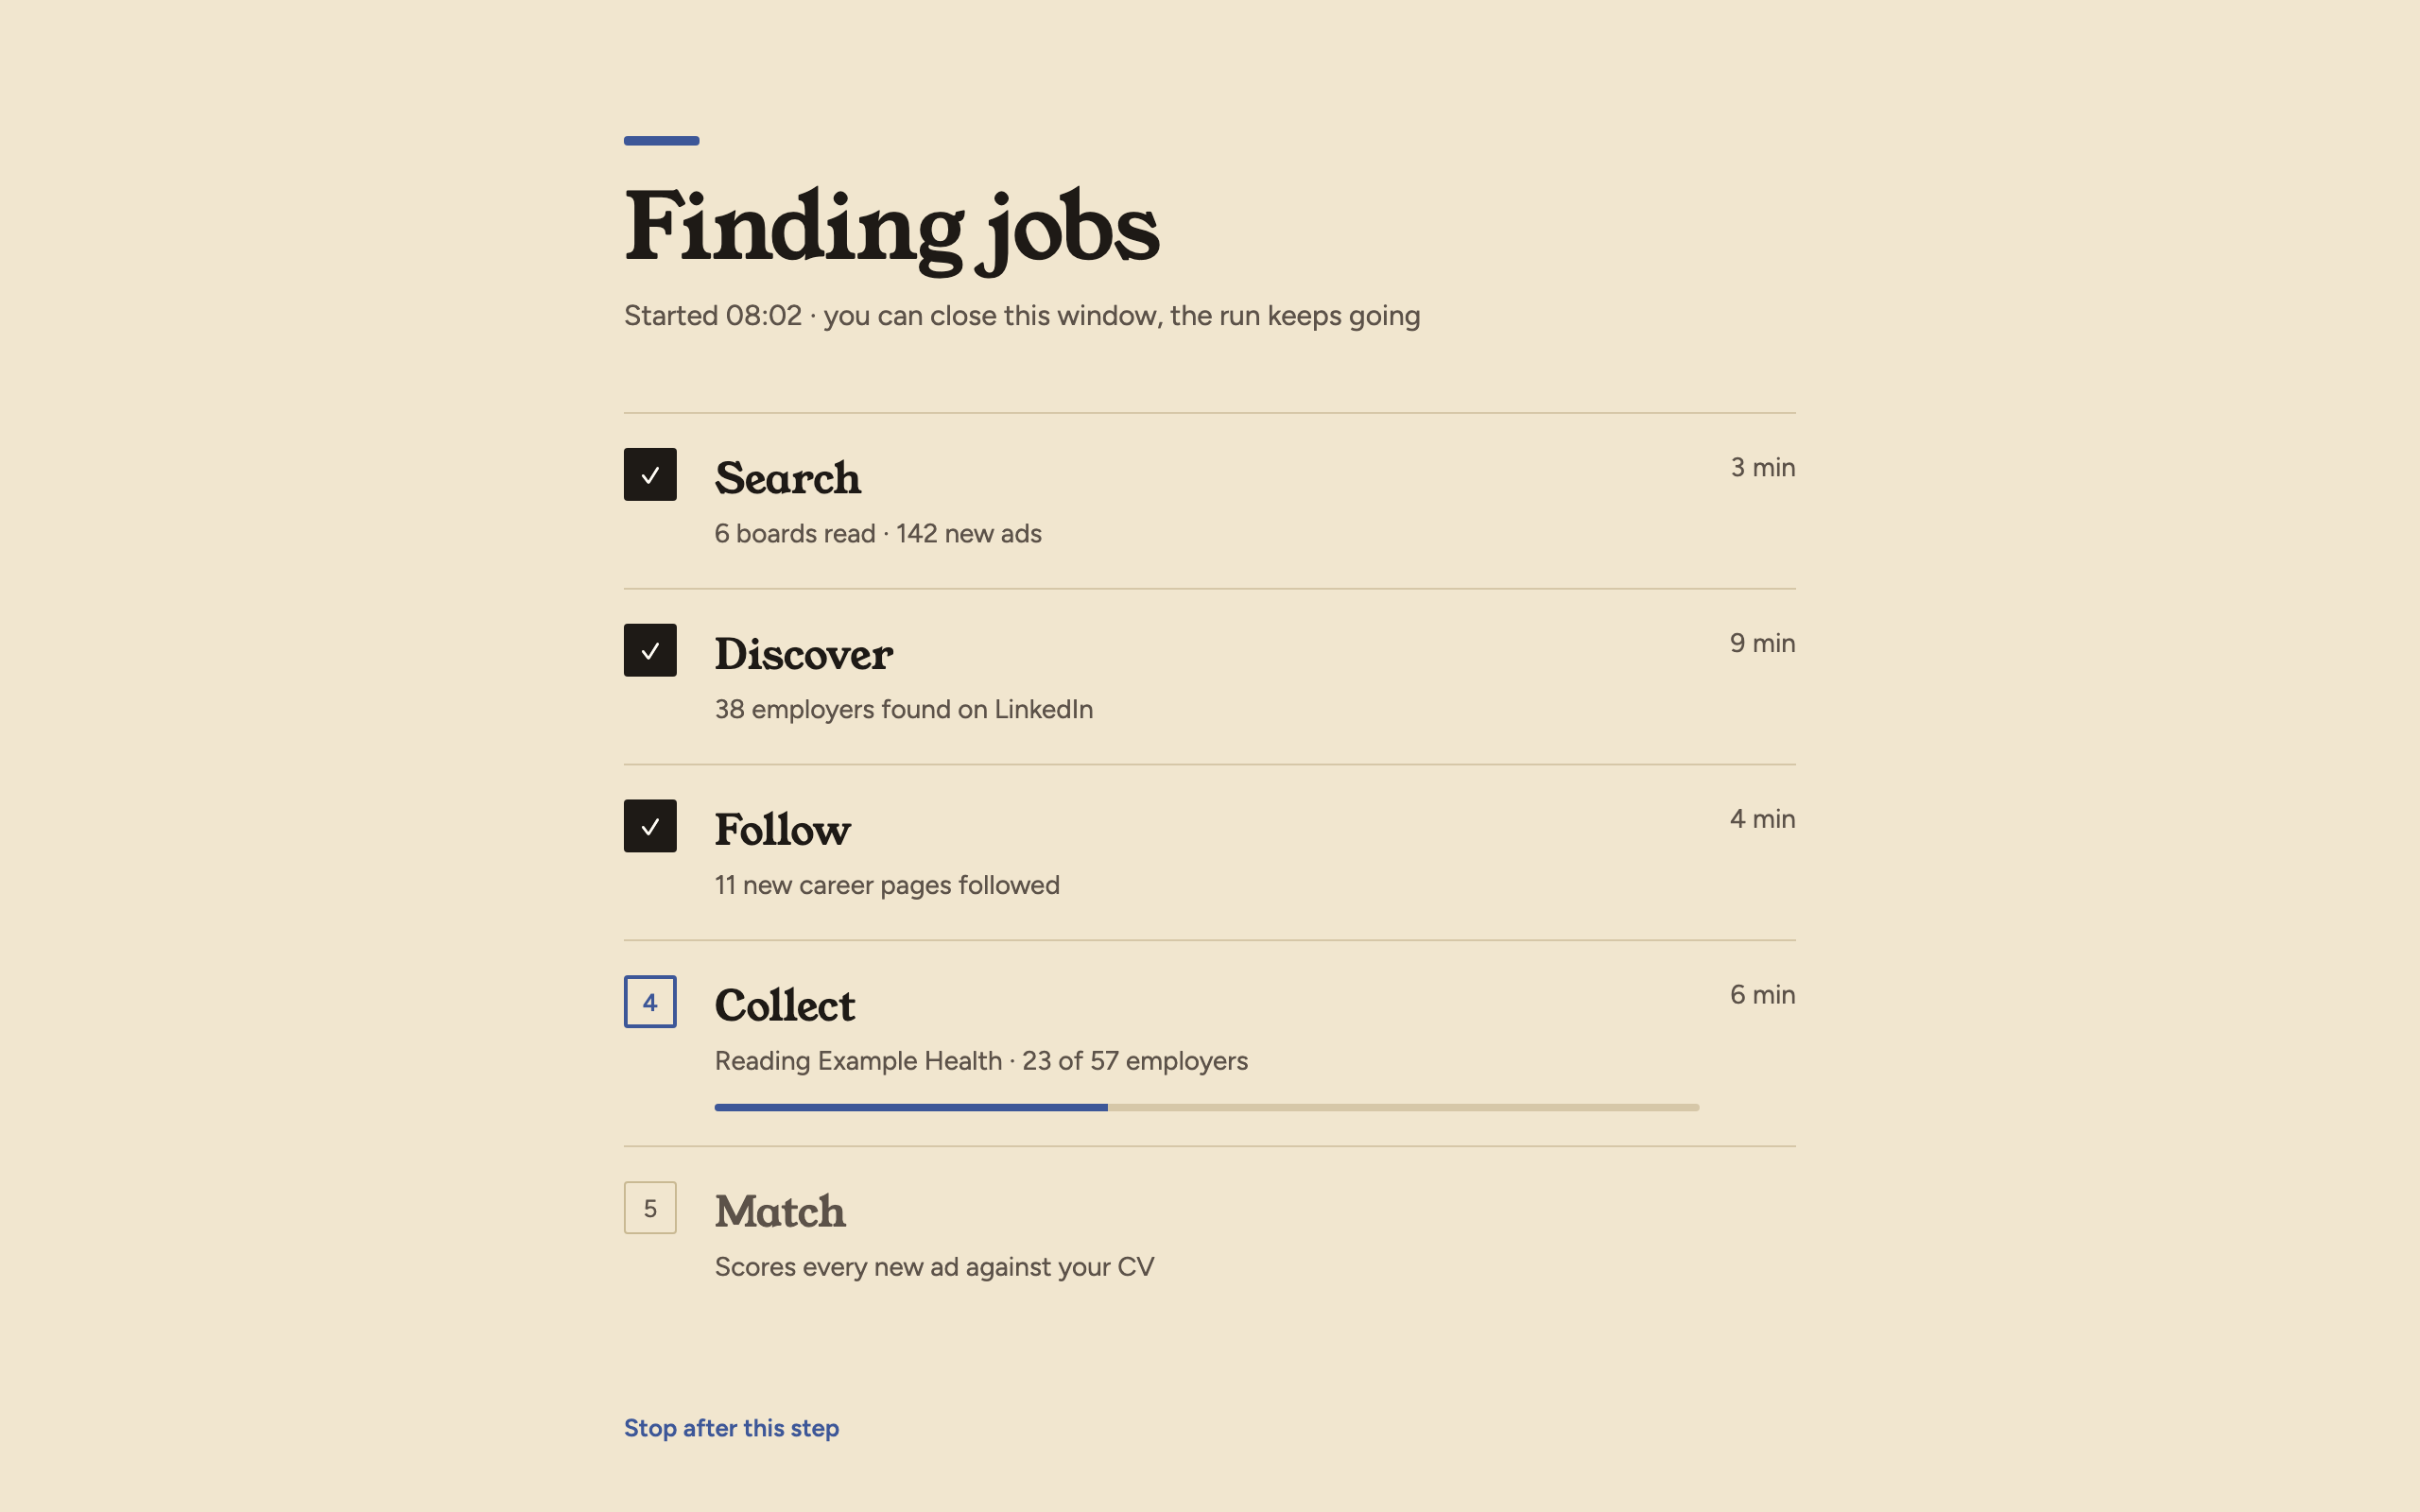 Finding jobs
Started 08:02 · you can close this window, the run keeps going
Search
3 min
6 boards read · 142 new ads
Discover
9 min
38 employers found on LinkedIn
Follow
4 min
11 new career pages followed
4
Collect
6 min
Reading Example Health · 23 of 57 employers
5
Match
Scores every new ad against your CV
Stop after this step